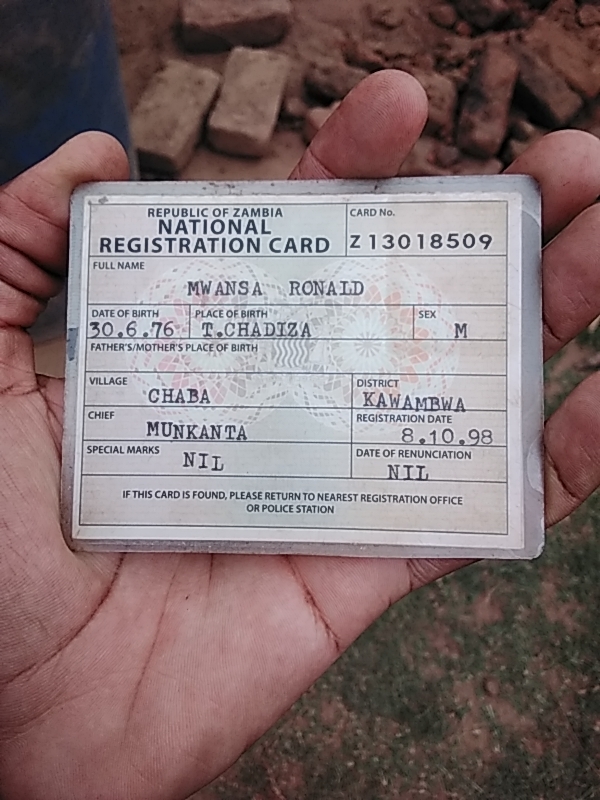 REPUBLIC OF ZAMBIA
NATIONAL
REGISTRATION CARD
CARD No.
Z13018509
FULL NAME
MWANSA RONALD
DATE OF BIRTH
30.6.76
PLACE OF BIRTH
T.CHADIZA
SEX
M
FATHER'S/MOTHER'S PLACE OF BIRTH
VILLAGE
CHABA
DISTRICT
KAWAMBWA
CHIEF
MUNKANTA
REGISTRATION DATE
8.10.98
SPECIAL MARKS
NIL
DATE OF RENUNCIATION
NIL
IF THIS CARD IS FOUND, PLEASE RETURN TO NEAREST REGISTRATION OFFICE
OR POLICE STATION